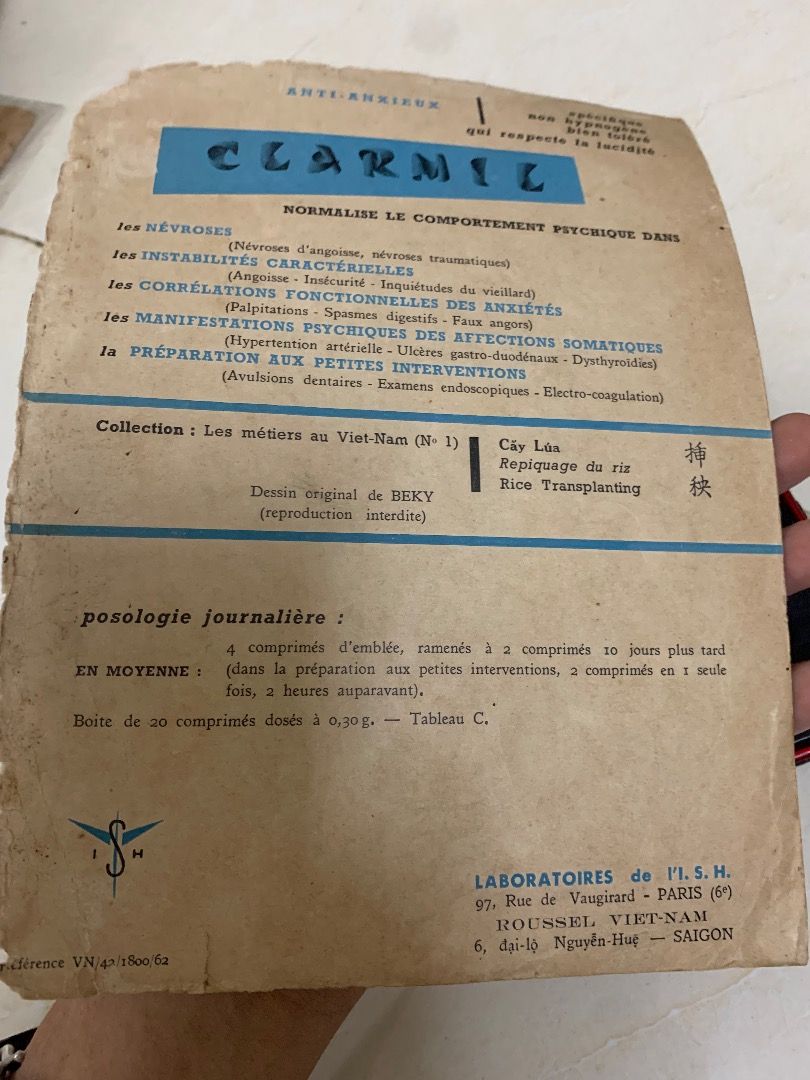 ANTI-ANXIEUX
spécifique
non hypnogène
bien toléré
qui respecte la lucidité
CLARMIL
NORMALISE LE COMPORTEMENT PSYCHIQUE DANS
les NÉVROSES
(Névroses d'angoisse, névroses traumatiques)
les INSTABILITÉS CARACTÉRIELLES
(Angoisse - Insécurité - Inquiétudes du vieillard)
les CORRÉLATIONS FONCTIONNELLES DES ANXIÉTÉS
(Palpitations - Spasmes digestifs - Faux angors)
les MANIFESTATIONS PSYCHIQUES DES AFFECTIONS SOMATIQUES
(Hypertention artérielle - Ulcères gastro-duodénaux - Dysthyroïdies)
la PRÉPARATION AUX PETITES INTERVENTIONS
(Avulsions dentaires - Examens endoscopiques - Electro-coagulation)
Collection : Les métiers au Viet-Nam (No 1)
Dessin original de BEKY
(reproduction interdite)
Cấy Lúa
Repiquage du riz
Rice Transplanting
挿
秧
posologie journalière :
4 comprimés d'emblée, ramenés à 2 comprimés 10 jours plus tard
EN MOYENNE : (dans la préparation aux petites interventions, 2 comprimés en 1 seule
fois, 2 heures auparavant).
Boite de 20 comprimés dosés à 0,30 g. — Tableau C.
I S H
LABORATOIRES de l'I. S. H.
97, Rue de Vaugirard - PARIS (6e)
ROUSSEL VIET-NAM
6, đại-lộ Nguyễn-Huệ — SAIGON
référence VN/42/1800/62